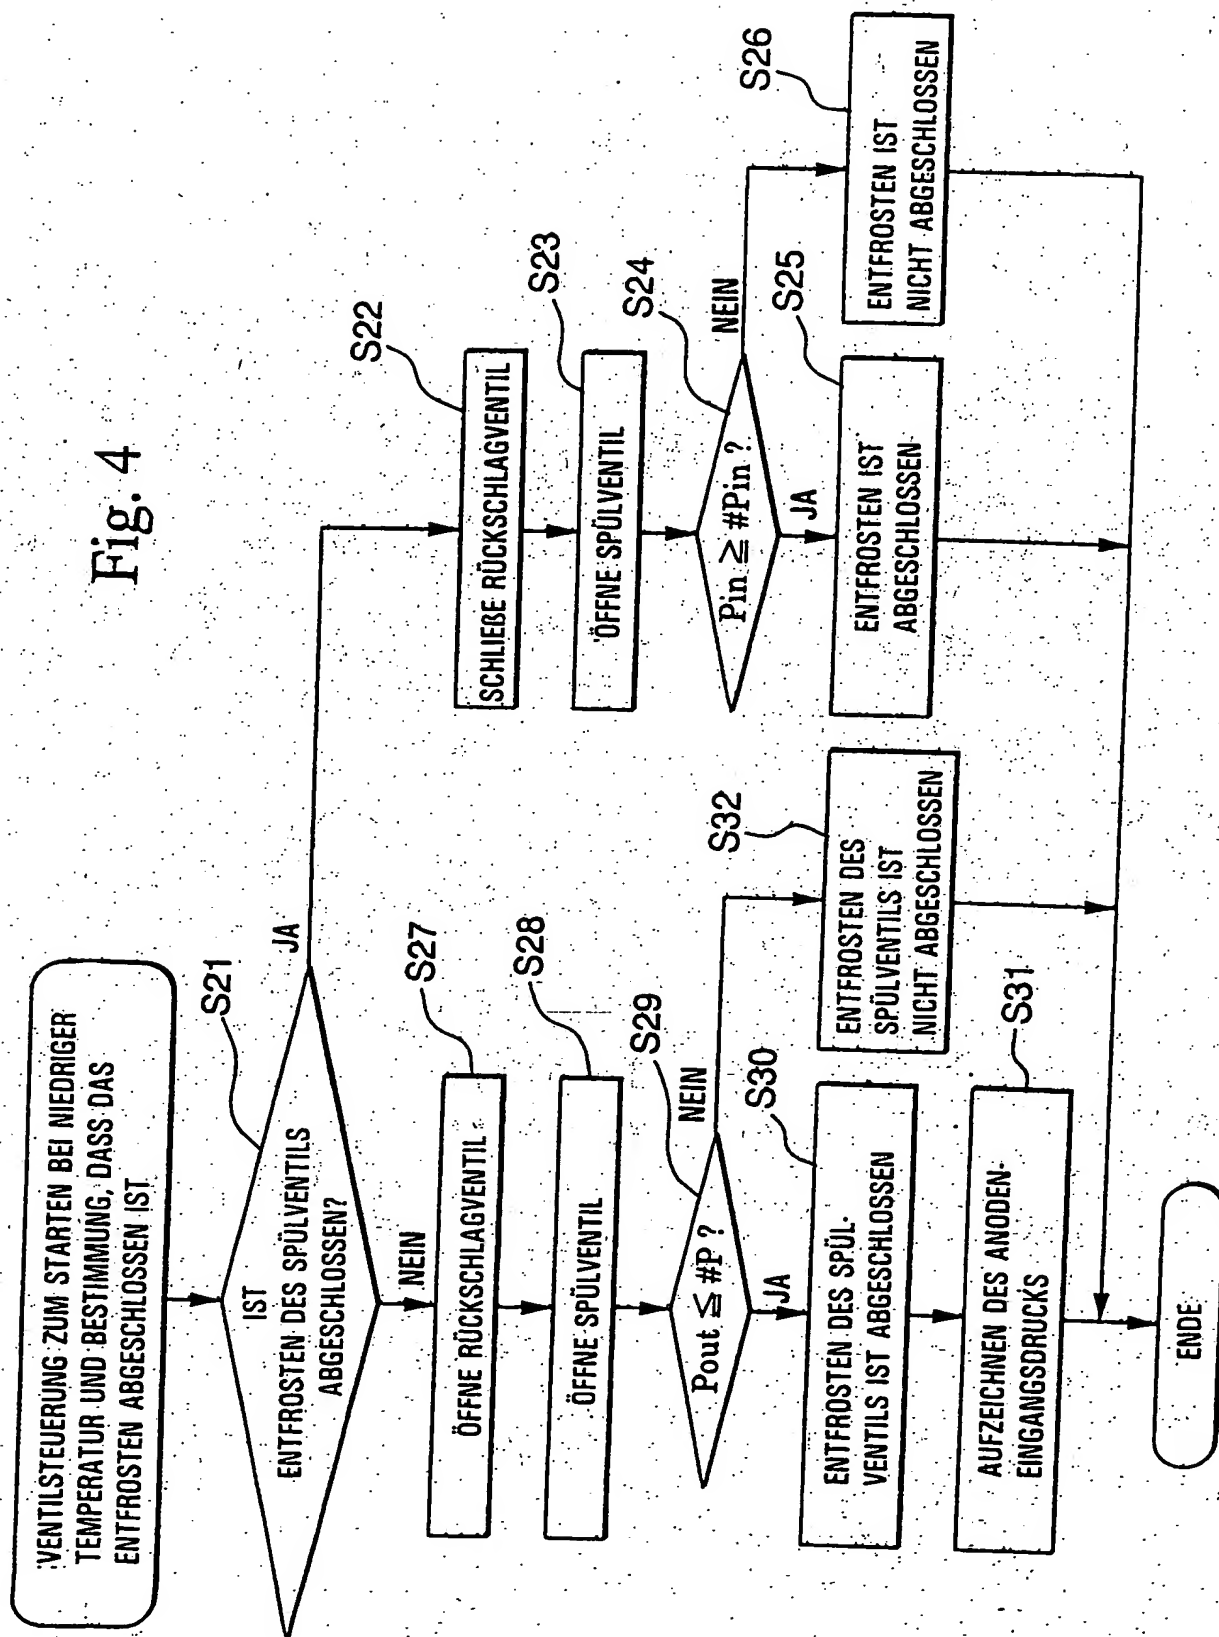 Fig. 4
VENTILSTEUERUNG ZUM STARTEN BEI NIEDRIGER
TEMPERATUR UND BESTIMMUNG, DASS DAS
ENTFROSTEN ABGESCHLOSSEN IST
S21
IST
ENTFROSTEN DES SPÜLVENTILS
ABGESCHLOSSEN?
JA
NEIN
S22
SCHLIEẞE RÜCKSCHLAGVENTIL
S23
ÖFFNE SPÜLVENTIL
S24
Pin ≧ #Pin ?
NEIN
JA
S25
ENTFROSTEN IST
ABGESCHLOSSEN
S26
ENTFROSTEN IST
NICHT ABGESCHLOSSEN
S27
ÖFFNE RÜCKSCHLAGVENTIL
S28
ÖFFNE SPÜLVENTIL
S29
Pout ≦ #P ?
NEIN
JA
S30
ENTFROSTEN DES SPÜL-
VENTILS IST ABGESCHLOSSEN
S31
AUFZEICHNEN DES ANODEN-
EINGANGSDRUCKS
S32
ENTFROSTEN DES
SPÜLVENTILS IST
NICHT ABGESCHLOSSEN
ENDE